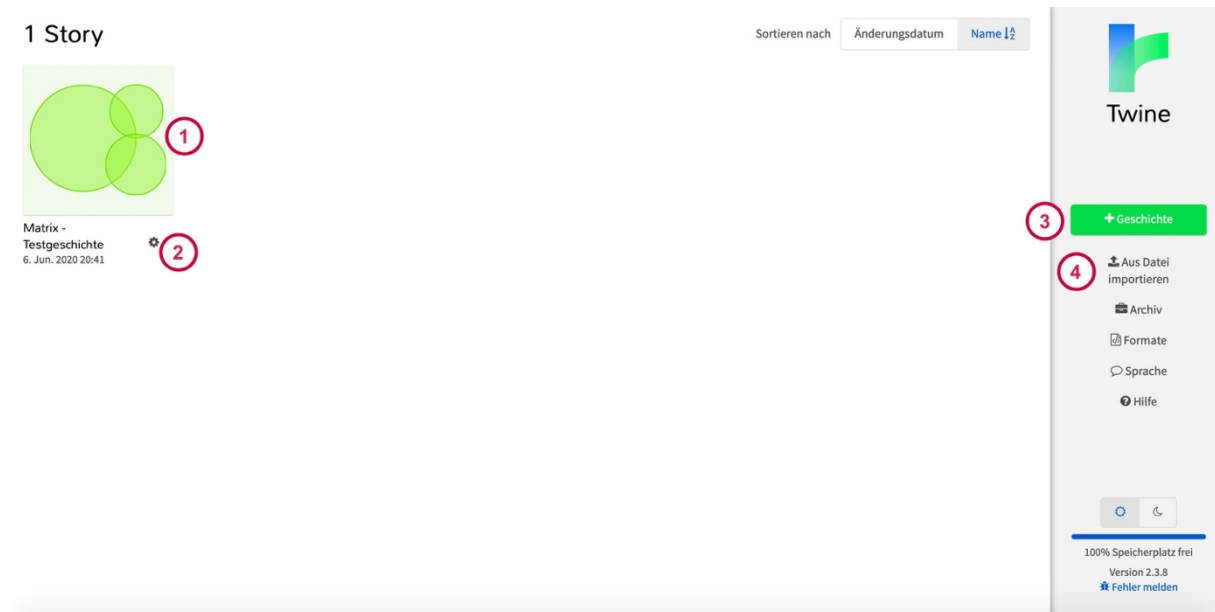 1 Story
Sortieren nach Änderungsdatum Name
1
Matrix -
Testgeschichte
6. Jun. 2020 20:41
2
Twine
3
+ Geschichte
4
Aus Datei
importieren
Archiv
Formate
Sprache
Hilfe
100% Speicherplatz frei
Version 2.3.8
Fehler melden